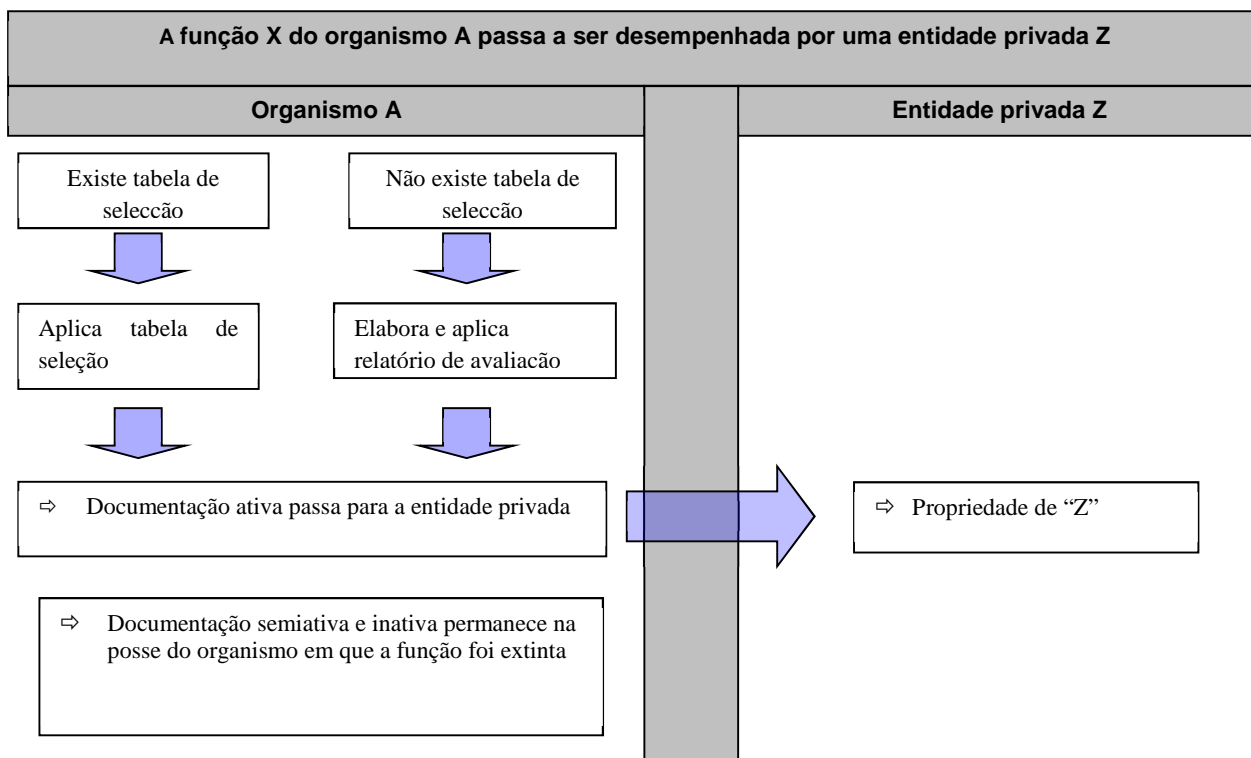 A função X do organismo A passa a ser desempenhada por uma entidade privada Z
Organismo A
Entidade privada Z
Existe tabela de
seleccão
Não existe tabela de
seleccão
Aplica tabela de
seleção
Elabora e aplica
relatório de avaliacão
⇨ Documentação ativa passa para a entidade privada
⇨ Propriedade de “Z”
⇨ Documentação semiativa e inativa permanece na
posse do organismo em que a função foi extinta